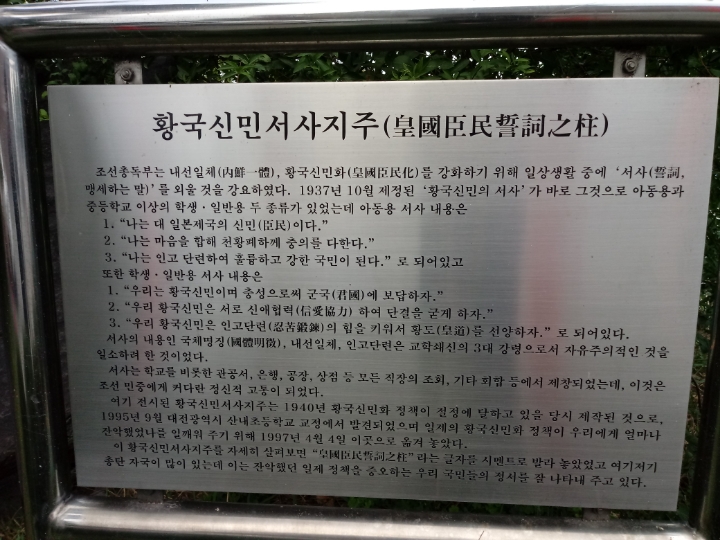 황국신민서사지주(皇國臣民誓詞之柱)
조선총독부는 내선일체(內鮮一體), 황국신민화(皇國臣民化)를 강화하기 위해 일상생활 중에 '서사(誓詞,
맹세하는 말)'를 외울 것을 강요하였다. 1937년 10월 제정된 '황국신민의 서사'가 바로 그것으로 아동용과
중등학교 이상의 학생·일반용 두 종류가 있었는데 아동용 서사 내용은
1. "나는 대 일본제국의 신민(臣民)이다."
2. "나는 마음을 합해 천황폐하께 충의를 다한다."
3. "나는 인고 단련하여 훌륭하고 강한 국민이 된다." 로 되어있고
또한 학생·일반용 서사 내용은
1. "우리는 황국신민이며 충성으로써 군국(君國)에 보답하자."
2. "우리 황국신민은 서로 신애협력(信愛協力) 하여 단결을 굳게 하자."
3. "우리 황국신민은 인고단련(忍苦鍛鍊)의 힘을 키워서 황도(皇道)를 선양하자." 로 되어있다.
서사의 내용인 국체명징(國體明徵), 내선일체, 인고단련은 교학쇄신의 3대 강령으로서 자유주의적인 것을
일소하려 한 것이었다.
서사는 학교를 비롯한 관공서, 은행, 공장, 상점 등 모든 직장의 조회, 기타 회합 등에서 제창되었는데, 이것은
조선 민중에게 커다란 정신적 고통이 되었다.
여기 전시된 황국신민서사지주는 1940년 황국신민화 정책이 절정에 달하고 있을 당시 제작된 것으로,
1995년 9월 대전광역시 산내초등학교 교정에서 발견되었으며 일제의 황국신민화 정책이 우리에게 얼마나
잔악했었나를 일깨워 주기 위해 1997년 4월 4일 이곳으로 옮겨 놓았다.
이 황국신민서사지주를 자세히 살펴보면 "皇國臣民誓詞之柱"라는 글자를 시멘트로 발라 놓았었고 여기저기
총탄 자국이 많이 있는데 이는 잔악했던 일제 정책을 증오하는 우리 국민들의 정서를 잘 나타내 주고 있다.